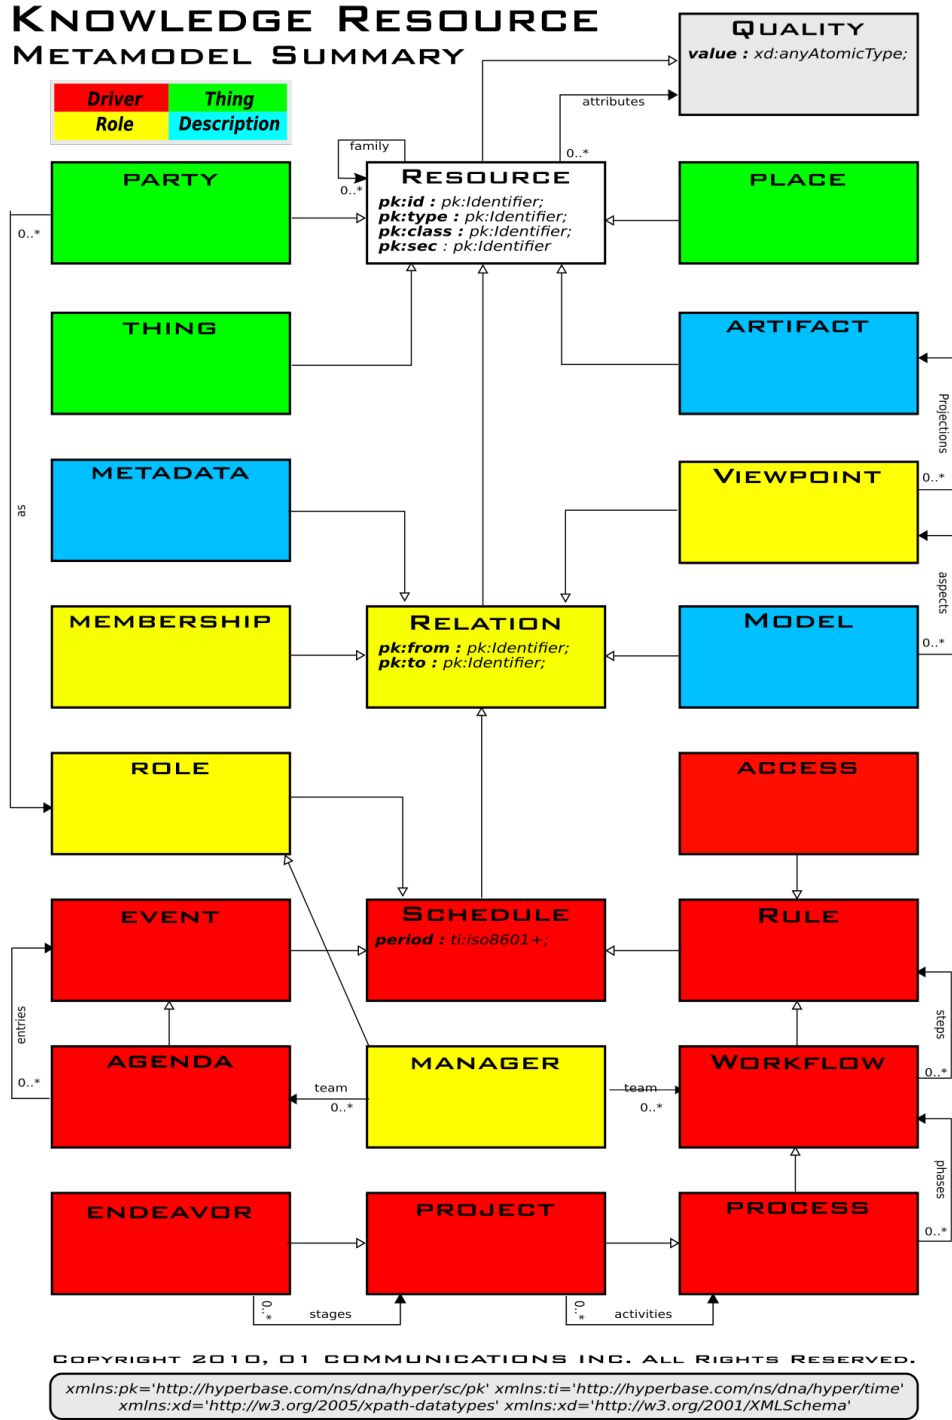 Knowledge Resource
Metamodel Summary
Driver Thing
Role Description
Quality
value : xd:anyAtomicType;
attributes
0..*
family
0..*
PARTY
0..*
Resource
pk:id : pk:Identifier;
pk:type : pk:Identifier;
pk:class : pk:Identifier;
pk:sec : pk:Identifier
PLACE
THING
ARTIFACT
Projections
METADATA
Viewpoint
0..*
as
aspects
MEMBERSHIP
Relation
pk:from : pk:Identifier;
pk:to : pk:Identifier;
Model
0..*
ROLE
ACCESS
EVENT
Schedule
period : ti:iso8601+;
Rule
entries
steps
AGENDA
0..*
MANAGER
team
0..*
team
0..*
Workflow
0..*
phases
ENDEAVOR
PROJECT
PROCESS
0..*
0..*
stages
0..*
activities
Copyright 2010, 01 COMMUNICATIONS INC. All Rights Reserved.
xmlns:pk='http://hyperbase.com/ns/dna/hyper/sc/pk' xmlns:ti='http://hyperbase.com/ns/dna/hyper/time'
xmlns:xd='http://w3.org/2005/xpath-datatypes' xmlns:xd='http://w3.org/2001/XMLSchema'